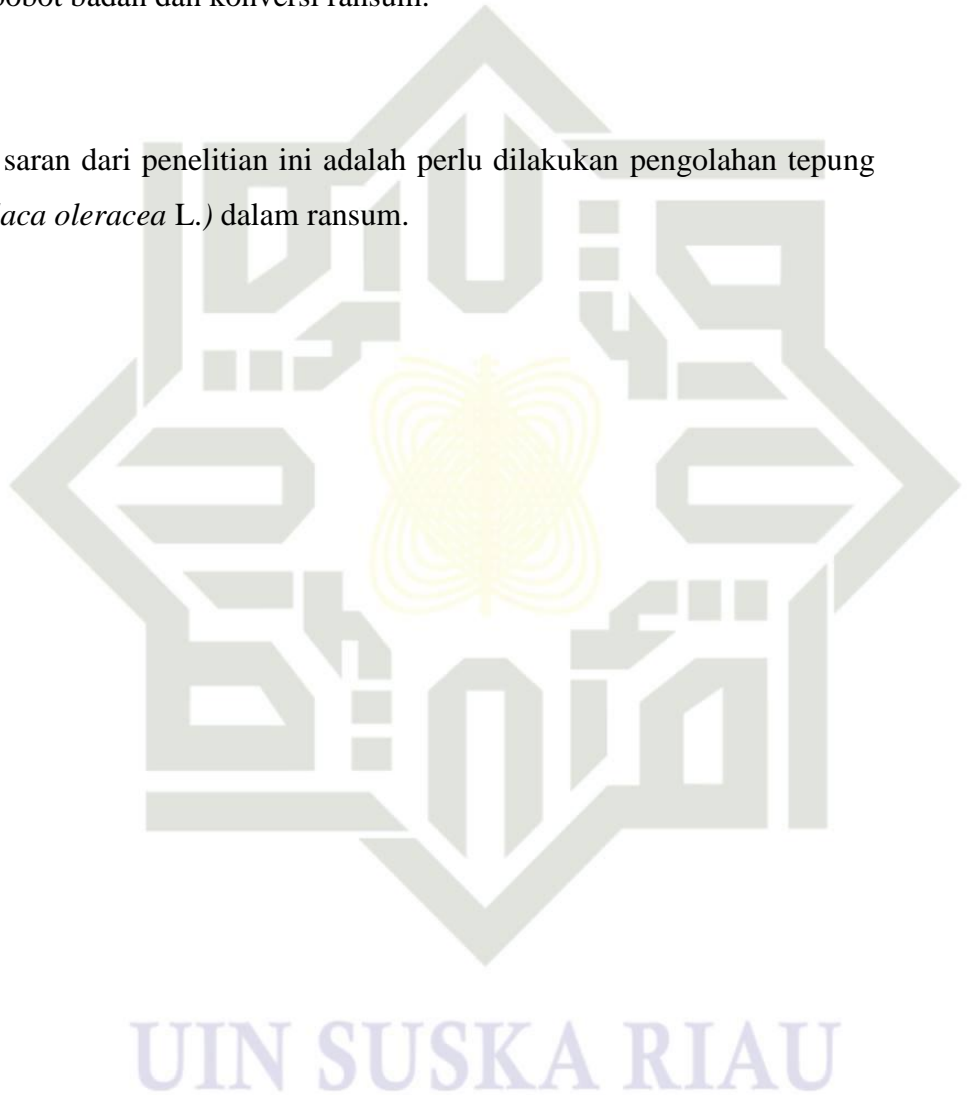 bobot badan dan konversi ransum.
saran dari penelitian ini adalah perlu dilakukan pengolahan tepung
aca oleracea L.) dalam ransum.
UIN SUSKA RIAU